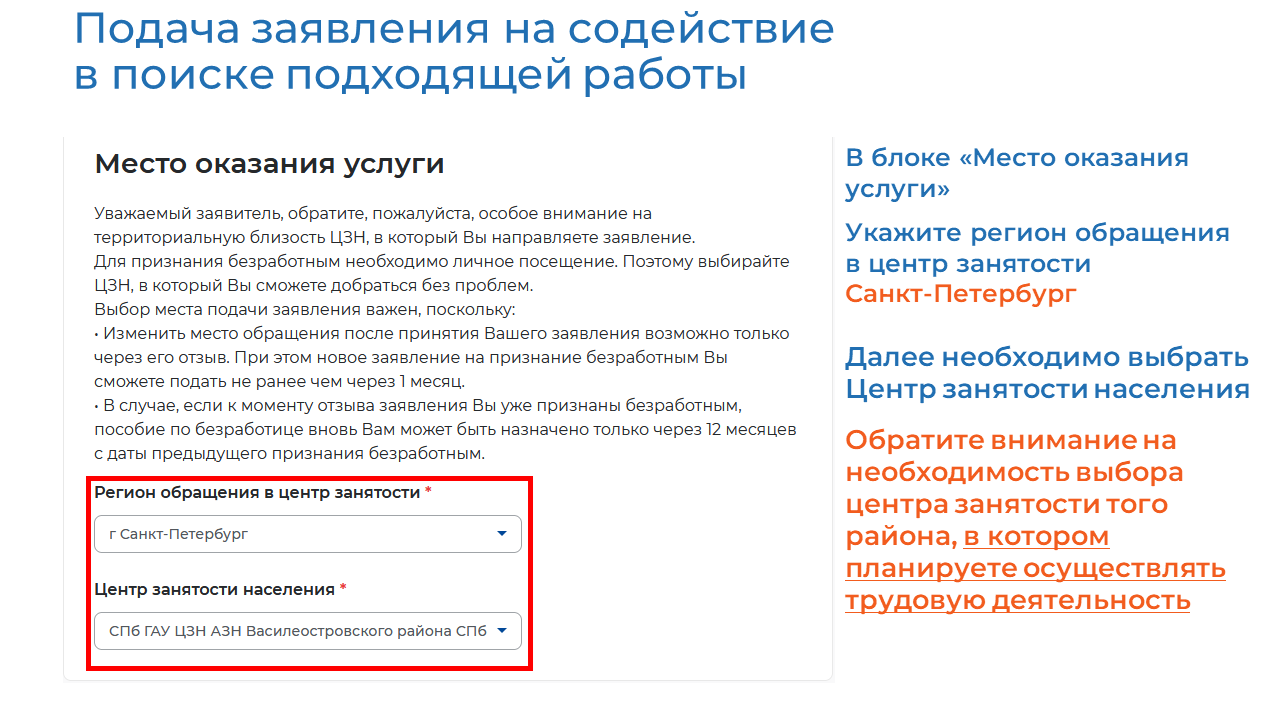 Подача заявления на содействие
в поиске подходящей работы
Место оказания услуги
Уважаемый заявитель, обратите, пожалуйста, особое внимание на
территориальную близость ЦЗН, в который Вы направляете заявление.
Для признания безработным необходимо личное посещение. Поэтому выбирайте
ЦЗН, в который Вы сможете добраться без проблем.
Выбор места подачи заявления важен, поскольку:
• Изменить место обращения после принятия Вашего заявления возможно только
через его отзыв. При этом новое заявление на признание безработным Вы
сможете подать не ранее чем через 1 месяц.
• В случае, если к моменту отзыва заявления Вы уже признаны безработным,
пособие по безработице вновь Вам может быть назначено только через 12 месяцев
с даты предыдущего признания безработным.
Регион обращения в центр занятости *
г Санкт-Петербург
Центр занятости населения *
СПб ГАУ ЦЗН АЗН Василеостровского района СПб
В блоке «Место оказания
услуги»
Укажите регион обращения
в центр занятости
Санкт-Петербург
Далее необходимо выбрать
Центр занятости населения
Обратите внимание на
необходимость выбора
центра занятости того
района, в котором
планируете осуществлять
трудовую деятельность